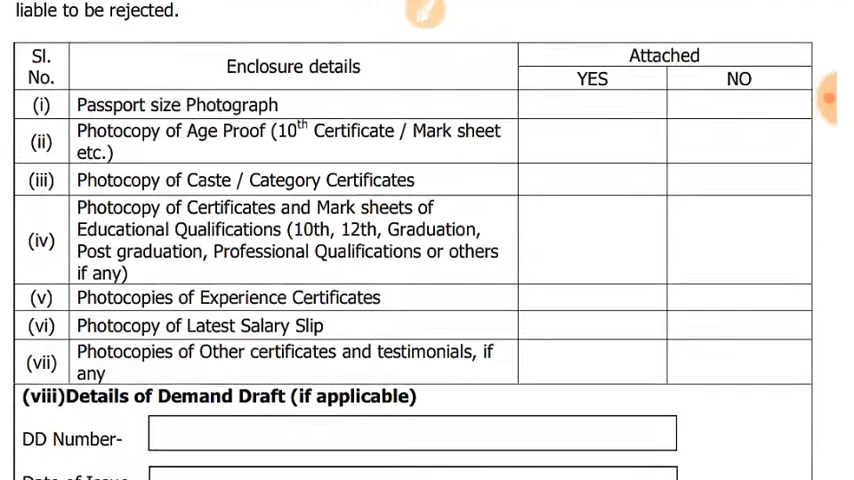 liable to be rejected.
Sl. No. Enclosure details Attached
YES NO
(i) Passport size Photograph
(ii) Photocopy of Age Proof (10th Certificate / Mark sheet
etc.)
(iii) Photocopy of Caste / Category Certificates
(iv) Photocopy of Certificates and Mark sheets of
Educational Qualifications (10th, 12th, Graduation,
Post graduation, Professional Qualifications or others
if any)
(v) Photocopies of Experience Certificates
(vi) Photocopy of Latest Salary Slip
(vii) Photocopies of Other certificates and testimonials, if
any
(viii)Details of Demand Draft (if applicable)
DD Number-
Date of Issue